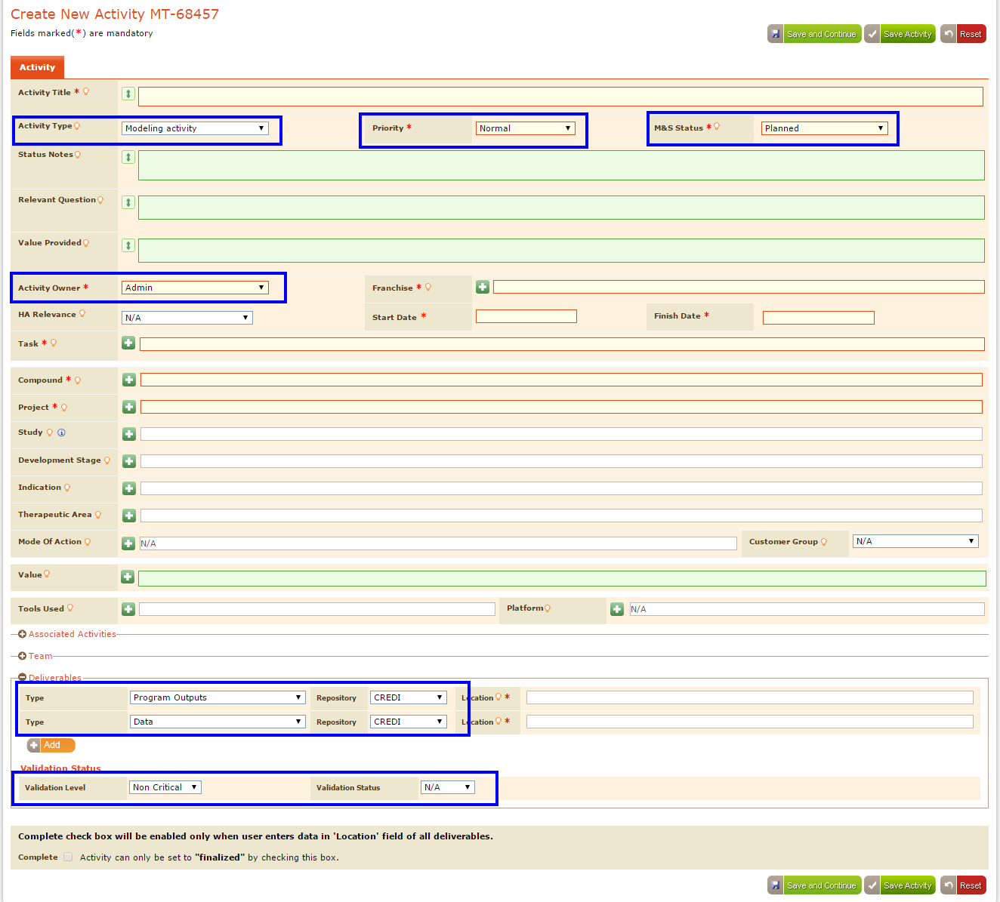 Create New Activity MT-68457
Fields marked(*) are mandatory
Save and Continue Save Activity Reset
Activity
Activity Title *
Activity Type Modeling activity Priority * Normal M&S Status * Planned
Status Notes
Relevant Question
Value Provided
Activity Owner * Admin Franchise *
HA Relevance N/A Start Date * Finish Date *
Task *
Compound *
Project *
Study
Development Stage
Indication
Therapeutic Area
Mode Of Action N/A Customer Group N/A
Value
Tools Used Platform N/A
Associated Activities
Team
Deliverables
Type Program Outputs Repository CREDI Location *
Type Data Repository CREDI Location *
Add
Validation Status
Validation Level Non Critical Validation Status N/A
Complete check box will be enabled only when user enters data in 'Location' field of all deliverables.
Complete Activity can only be set to "finalized" by checking this box.
Save and Continue Save Activity Reset